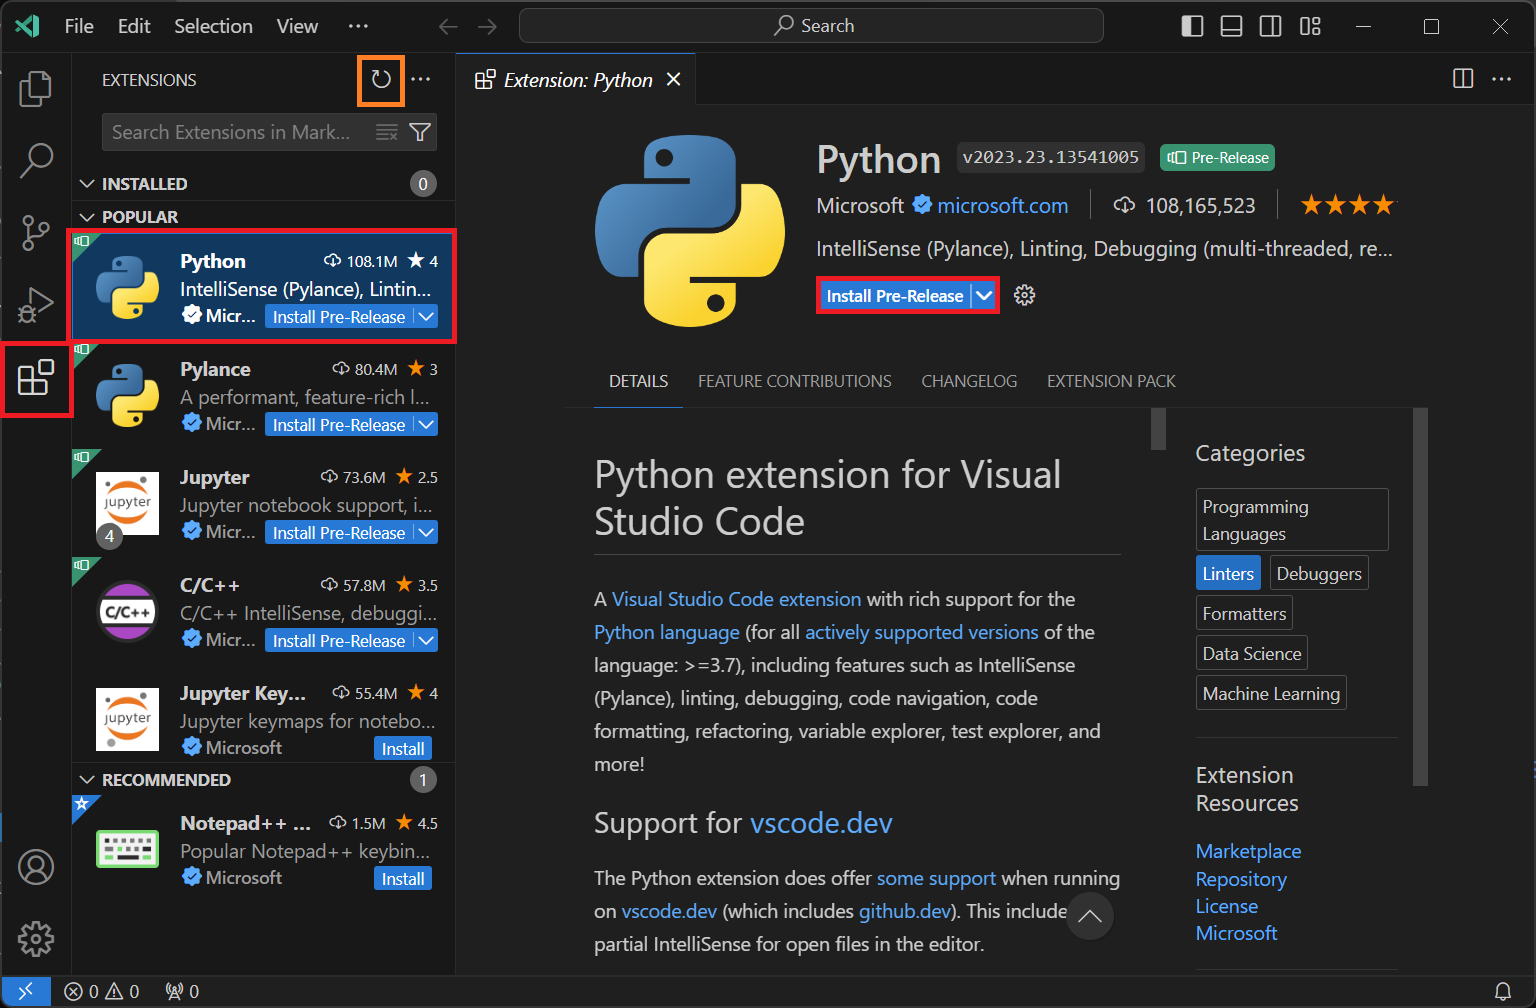 File Edit Selection View ··· Search
EXTENSIONS ···
Search Extensions in Mark...
INSTALLED 0
POPULAR
Python 108.1M 4
IntelliSense (Pylance), Lintin...
Micr... Install Pre-Release
Pylance 80.4M 3
A performant, feature-rich l...
Micr... Install Pre-Release
Jupyter 73.6M 2.5
Jupyter notebook support, i...
Micr... Install Pre-Release
jupyter
4
C/C++ 57.8M 3.5
C/C++ IntelliSense, debuggi...
Micr... Install Pre-Release
C/C++
Jupyter Key... 55.4M 4
Jupyter keymaps for notebo...
Microsoft Install
jupyter
RECOMMENDED 1
Notepad++ ... 1.5M 4.5
Popular Notepad++ keybin...
Microsoft Install
Extension: Python
Python v2023.23.13541005 Pre-Release
Microsoft microsoft.com 108,165,523
IntelliSense (Pylance), Linting, Debugging (multi-threaded, re...
Install Pre-Release
DETAILS FEATURE CONTRIBUTIONS CHANGELOG EXTENSION PACK
Python extension for Visual
Studio Code
A Visual Studio Code extension with rich support for the
Python language (for all actively supported versions of the
language: >=3.7), including features such as IntelliSense
(Pylance), linting, debugging, code navigation, code
formatting, refactoring, variable explorer, test explorer, and
more!
Support for vscode.dev
The Python extension does offer some support when running
on vscode.dev (which includes github.dev). This include
partial IntelliSense for open files in the editor.
Categories
Programming
Languages
Linters Debuggers
Formatters
Data Science
Machine Learning
Extension
Resources
Marketplace
Repository
License
Microsoft
0 0 0